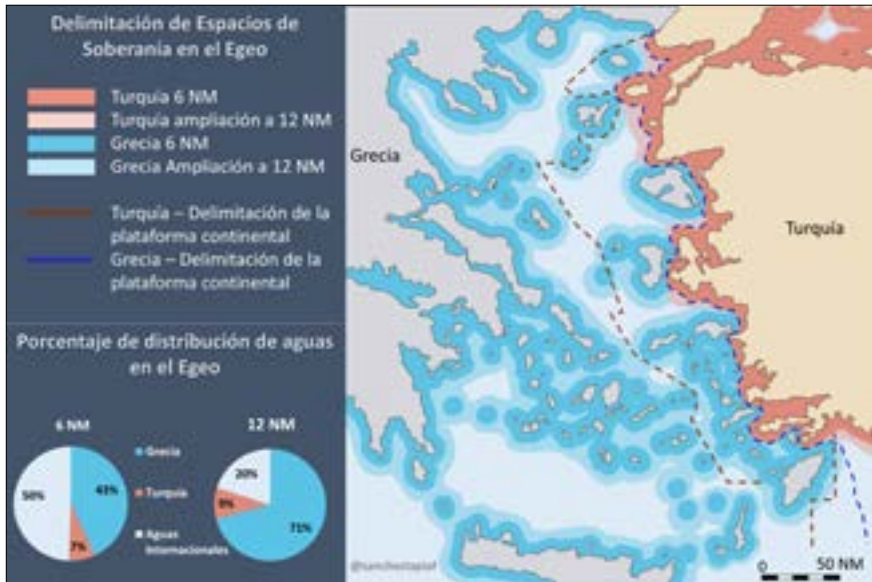 Delimitación de Espacios de
Soberanía en el Egeo
Turquía 6 NM
Turquía ampliación a 12 NM
Grecia 6 NM
Grecia Ampliación a 12 NM
Turquía – Delimitación de la
plataforma continental
Grecia – Delimitación de la
plataforma continental
Porcentaje de distribución de aguas
en el Egeo
6 NM
12 NM
50%
43%
7%
Grecia
Turquía
Aguas
Internacionales
20%
9%
71%
Grecia
Turquía
0
50 NM